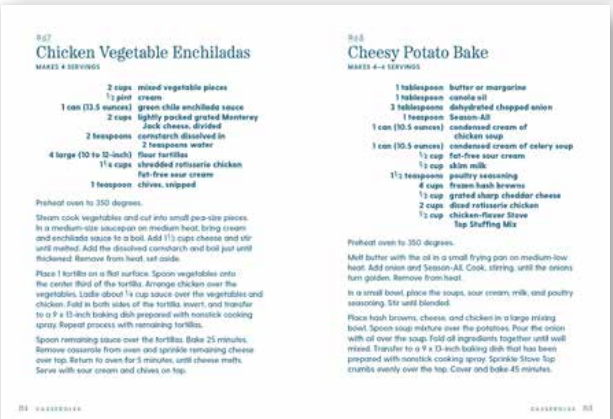 Chicken Vegetable Enchiladas
MAKES 4 SERVINGS
2 cups mixed vegetable pieces
1/2 pint cream
1 can (13.5 ounces) green chile enchilada sauce
2 cups lightly packed grated Monterey
Jack cheese, divided
2 teaspoons cornstarch dissolved in
2 teaspoons water
4 large (10 to 12-inch) flour tortillas
cups shredded rotisserie chicken
fat-free sour cream
1 teaspoon chives, snipped
Preheat oven to 350 degrees.
Steam cook vegetables and cut into small pea-size pieces.
In a medium-size saucepan on medium heat, bring cream
and enchilada sauce to a boil. Add 1 1/2 cups cheese and stir
until melted. Add the dissolved cornstarch and boil just until
thickened. Remove from heat, set aside.
Place 1 tortilla on a flat surface. Spoon vegetables onto
the center third of the tortilla. Arrange chicken over the
vegetables. Ladle about 1/4 cup sauce over the vegetables and
chicken. Fold in both sides of the tortilla, invert, and transfer
to a 9 x 13-inch baking dish prepared with nonstick cooking
spray. Repeat process with remaining tortillas.
Spoon remaining sauce over the tortillas. Bake 25 minutes.
Remove casserole from oven and sprinkle remaining cheese
over top. Return to oven for 5 minutes, until cheese melts.
Serve with sour cream and chives on top.
CASSEROLES
Cheesy Potato Bake
MAKES 4–6 SERVINGS
1 tablespoon butter or margarine
1 tablespoon canola oil
3 tablespoons dehydrated chopped onion
1 teaspoon Season-All
1 can (10.5 ounces) condensed cream of
chicken soup
1 can (10.5 ounces) condensed cream of celery soup
1/2 cup fat-free sour cream
1/2 cup skim milk
1 1/2 teaspoons poultry seasoning
4 cups frozen hash browns
1/2 cup grated sharp cheddar cheese
2 cups diced rotisserie chicken
1/2 cup chicken-flavor Stove
Top Stuffing Mix
Preheat oven to 350 degrees.
Melt butter with the oil in a small frying pan on medium-low
heat. Add onion and Season-All. Cook, stirring, until the onions
turn golden. Remove from heat.
In a small bowl, place the soups, sour cream, milk, and poultry
seasoning. Stir until blended.
Place hash browns, cheese, and chicken in a large mixing
bowl. Spoon soup mixture over the potatoes. Pour the onion
with oil over the soup. Fold all ingredients together until well
mixed. Transfer to a 9 x 13-inch baking dish that has been
prepared with nonstick cooking spray. Sprinkle Stove Top
crumbs evenly over the top. Cover and bake 45 minutes.
CASSEROLES